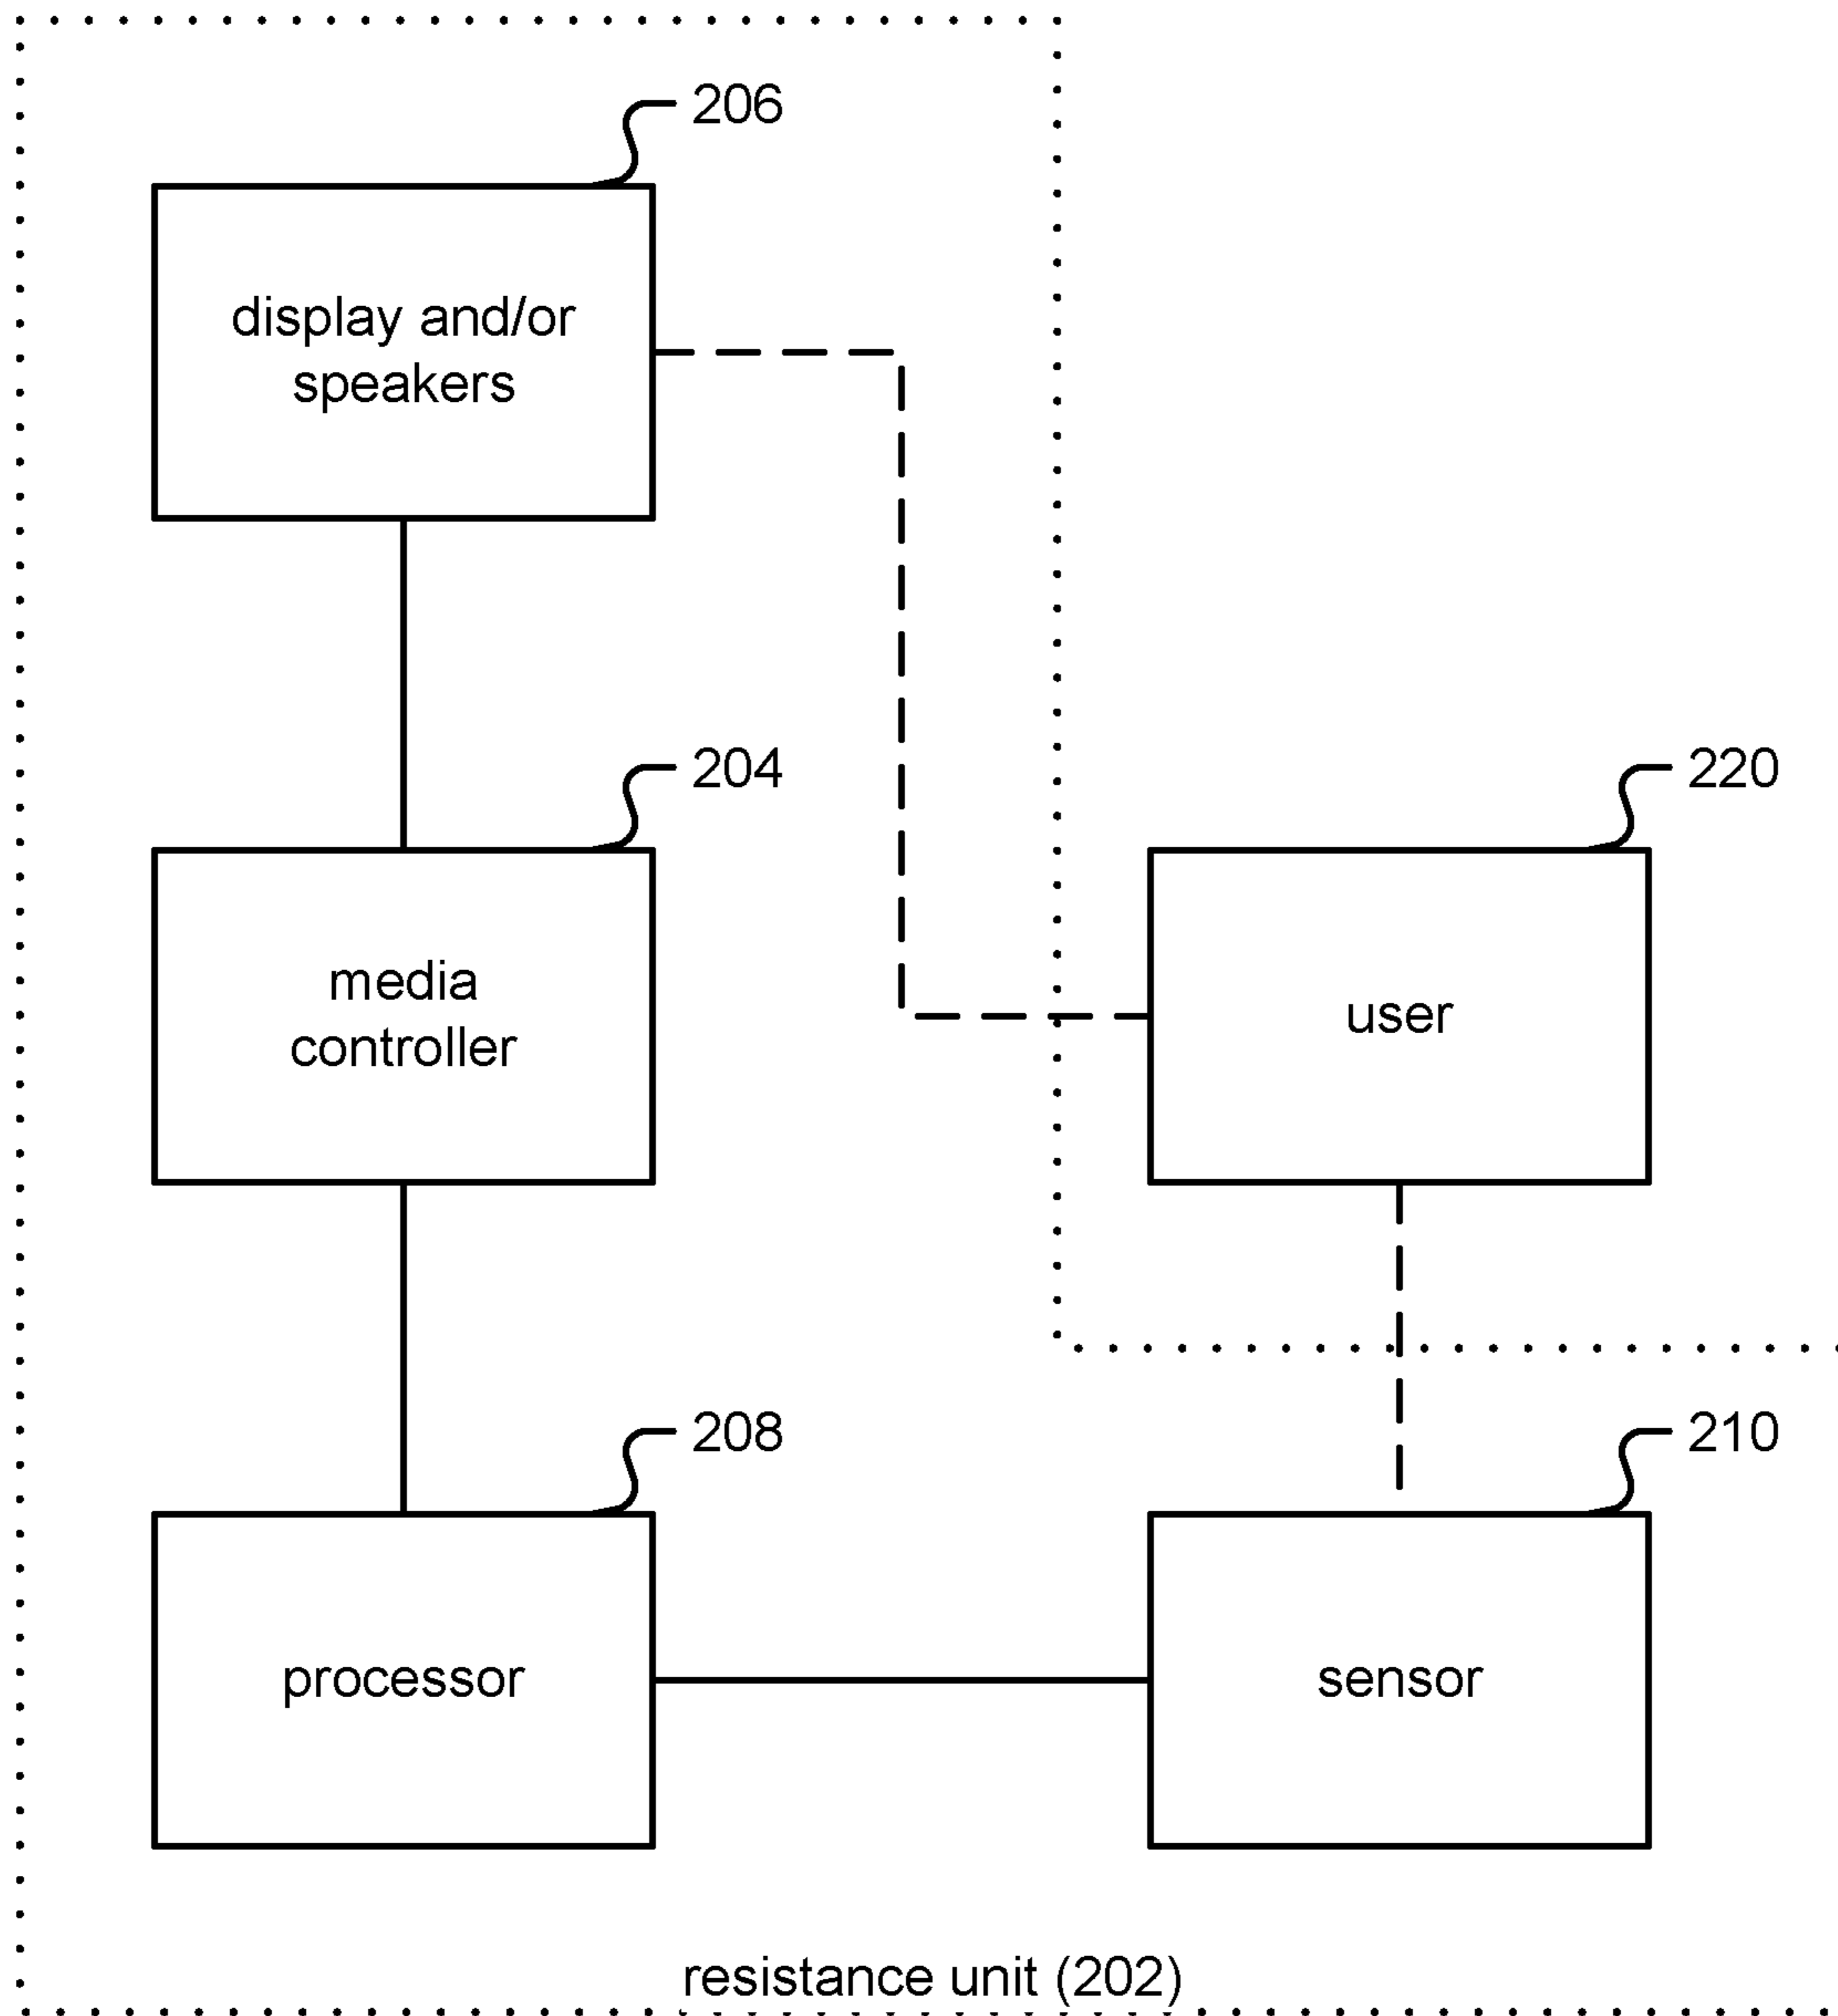 206
display and/or
speakers
204
220
media
controller
user
208
210
processor
sensor
resistance unit (202)